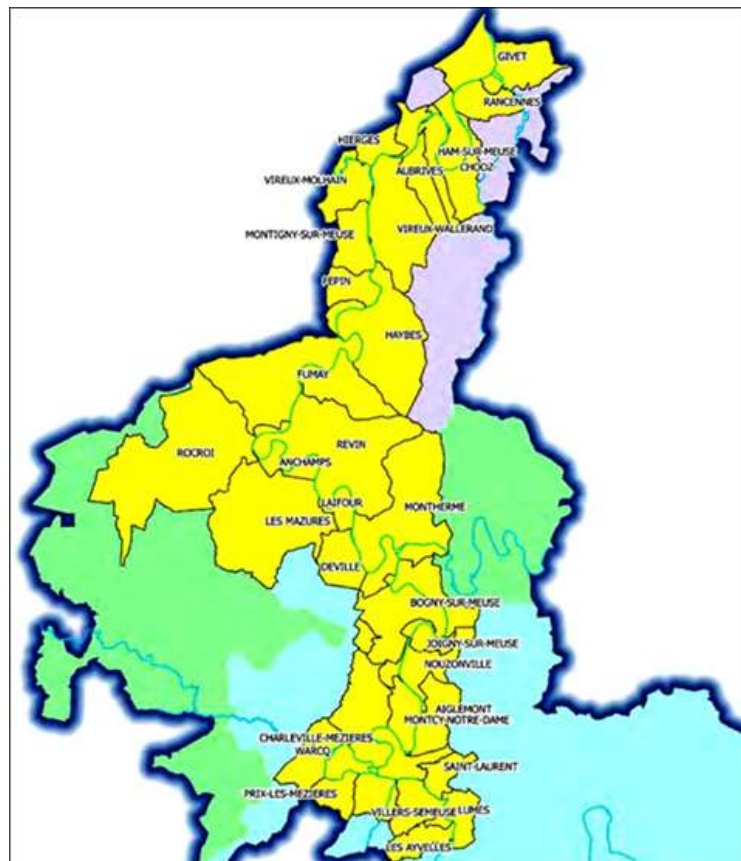 GIVET
RANCENNES
HIERGES
HAM-SUR-MEUSE
CHOOZ
AUBRIVES
VIREUX-MOLHAIN
VIREUX-WALLERAND
MONTIGNY-SUR-MEUSE
FEPIN
HAYBES
FUMAY
REVIN
ROCROI
ANCHAMPS
LAIFOUR
MONTHERME
LES MAZURES
DEVILLE
BOGNY-SUR-MEUSE
JOIGNY-SUR-MEUSE
NOUZONVILLE
AIGLEMONT
MONTCY-NOTRE-DAME
CHARLEVILLE-MEZIERES
WARCQ
SAINT-LAURENT
PRIX-LES-MEZIERES
VILLERS-SEMEUSE
LUMES
LES AYVELLES